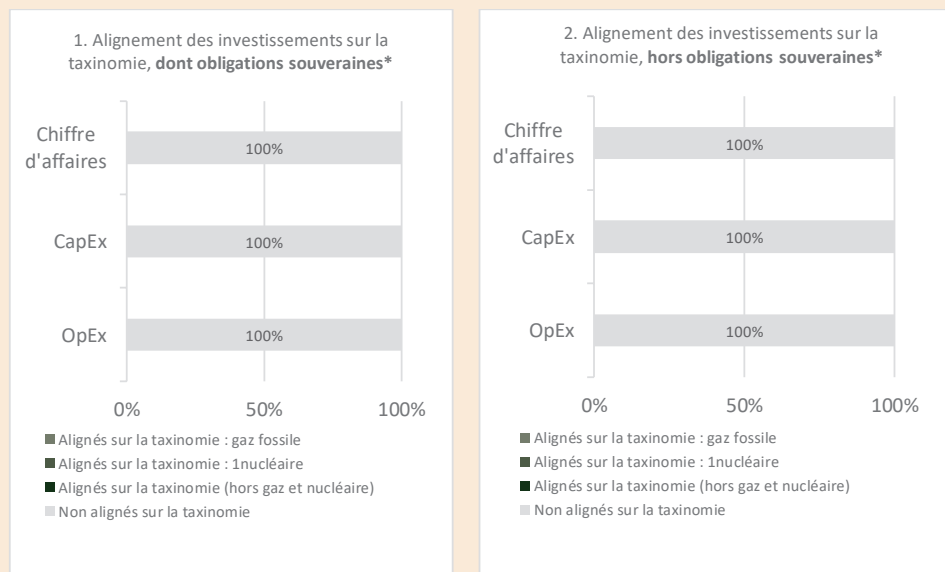 1. Alignement des investissements sur la
taxinomie, dont obligations souveraines*
Chiffre
d'affaires
100%
CapEx
100%
OpEx
100%
0%
50%
100%
Alignés sur la taxinomie : gaz fossile
Alignés sur la taxinomie : 1nucléaire
Alignés sur la taxinomie (hors gaz et nucléaire)
Non alignés sur la taxinomie
2. Alignement des investissements sur la
taxinomie, hors obligations souveraines*
Chiffre
d'affaires
100%
CapEx
100%
OpEx
100%
0%
50%
100%
Alignés sur la taxinomie : gaz fossile
Alignés sur la taxinomie : 1nucléaire
Alignés sur la taxinomie (hors gaz et nucléaire)
Non alignés sur la taxinomie